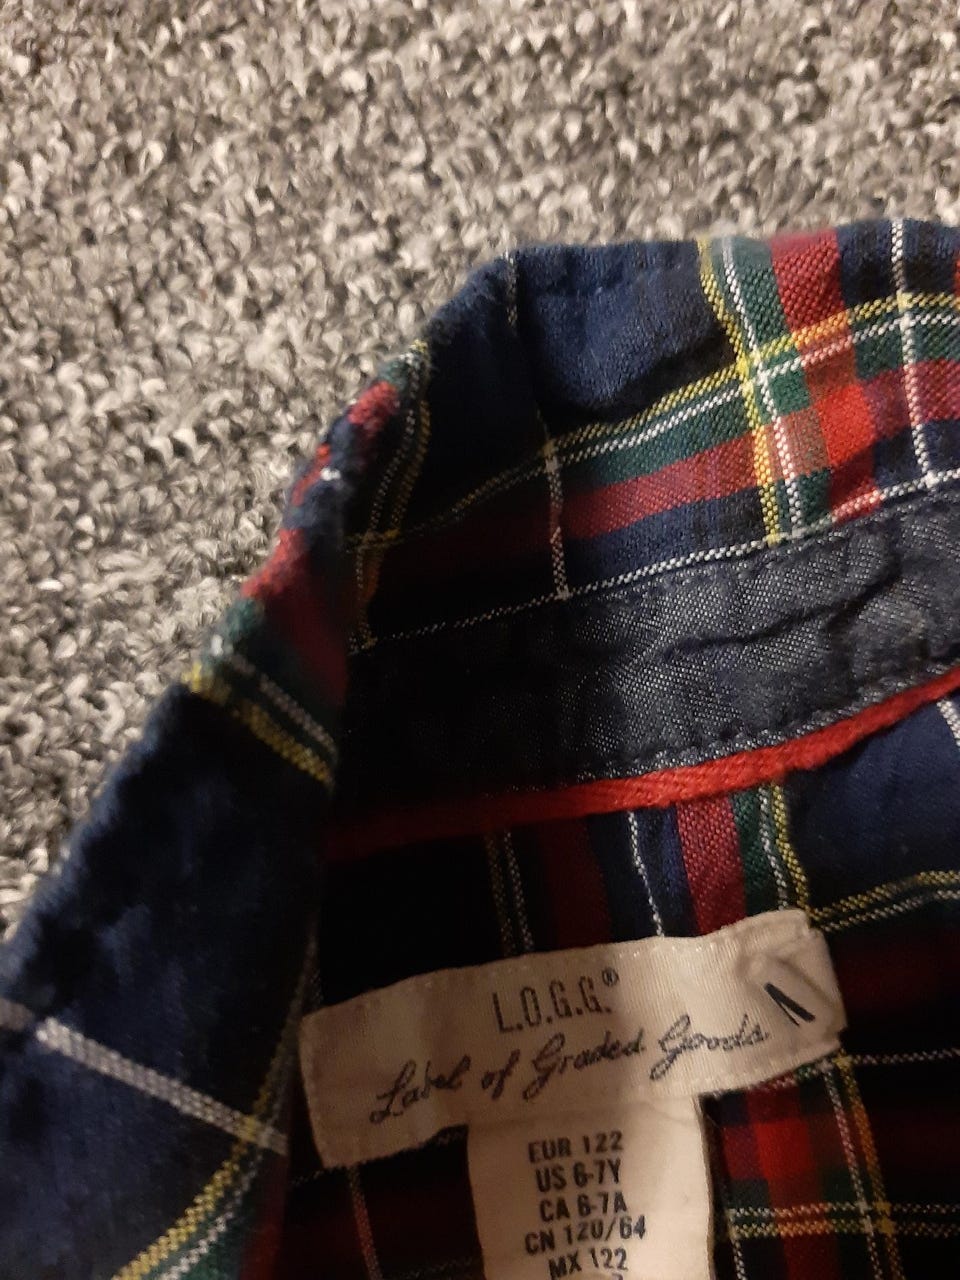 L.O.G.G.®
Label of Graded Goods
EUR 122
US 6-7Y
CA 6-7A
CN 120/64
MX 122